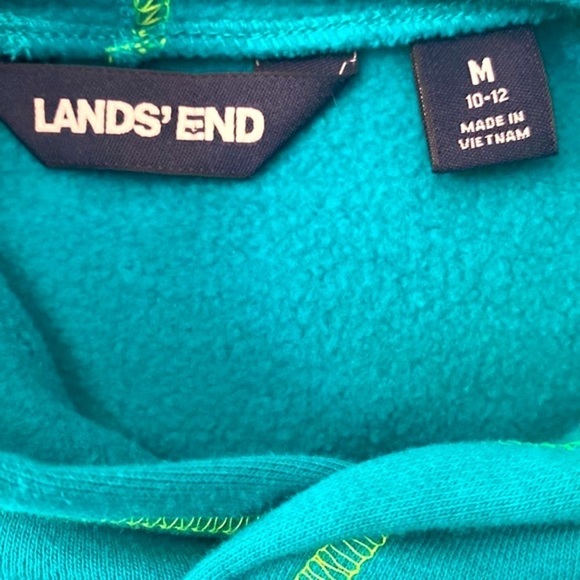 LANDS' END
M
10-12
MADE IN
VIETNAM